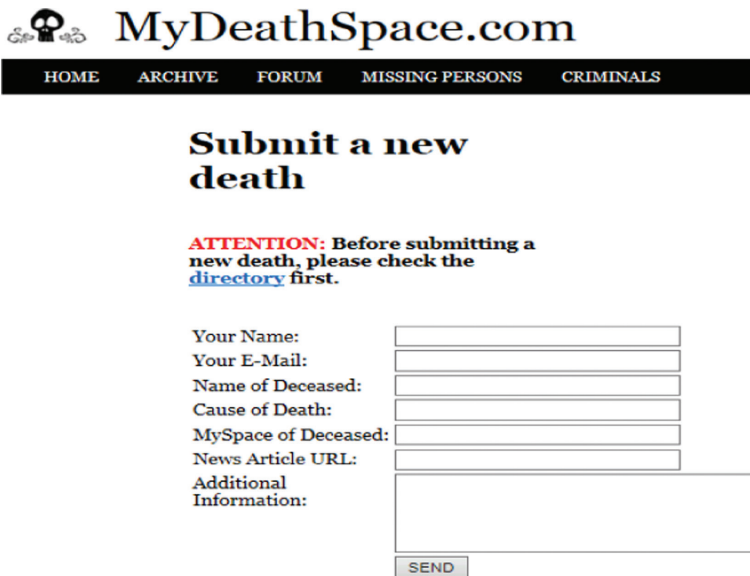 MyDeathSpace.com
HOME ARCHIVE FORUM MISSING PERSONS CRIMINALS
Submit a new
death
ATTENTION: Before submitting a
new death, please check the
directory first.
Your Name:
Your E-Mail:
Name of Deceased:
Cause of Death:
MySpace of Deceased:
News Article URL:
Additional
Information:
SEND